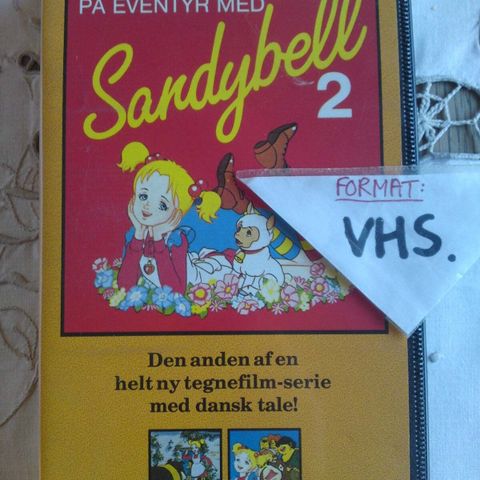 PÅ EVENTYR MED
Sandybell
2
FORMAT:
VHS.
Den anden af en
helt ny tegnefilm-serie
med dansk tale!